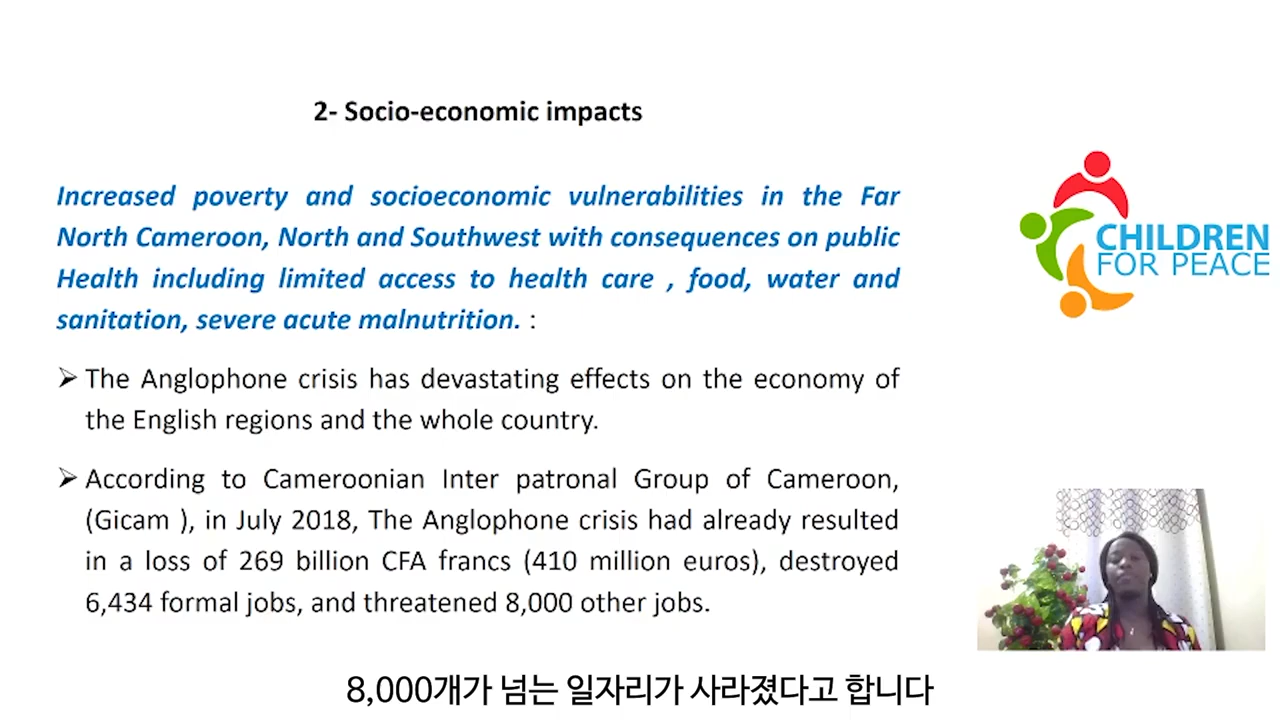 2- Socio-economic impacts
Increased poverty and socioeconomic vulnerabilities in the Far
North Cameroon, North and Southwest with consequences on public
Health including limited access to health care , food, water and
sanitation, severe acute malnutrition. :
➢ The Anglophone crisis has devastating effects on the economy of
the English regions and the whole country.
➢ According to Cameroonian Inter patronal Group of Cameroon,
(Gicam ), in July 2018, The Anglophone crisis had already resulted
in a loss of 269 billion CFA francs (410 million euros), destroyed
6,434 formal jobs, and threatened 8,000 other jobs.
CHILDREN
FOR PEACE
8,000개가 넘는 일자리가 사라졌다고 합니다